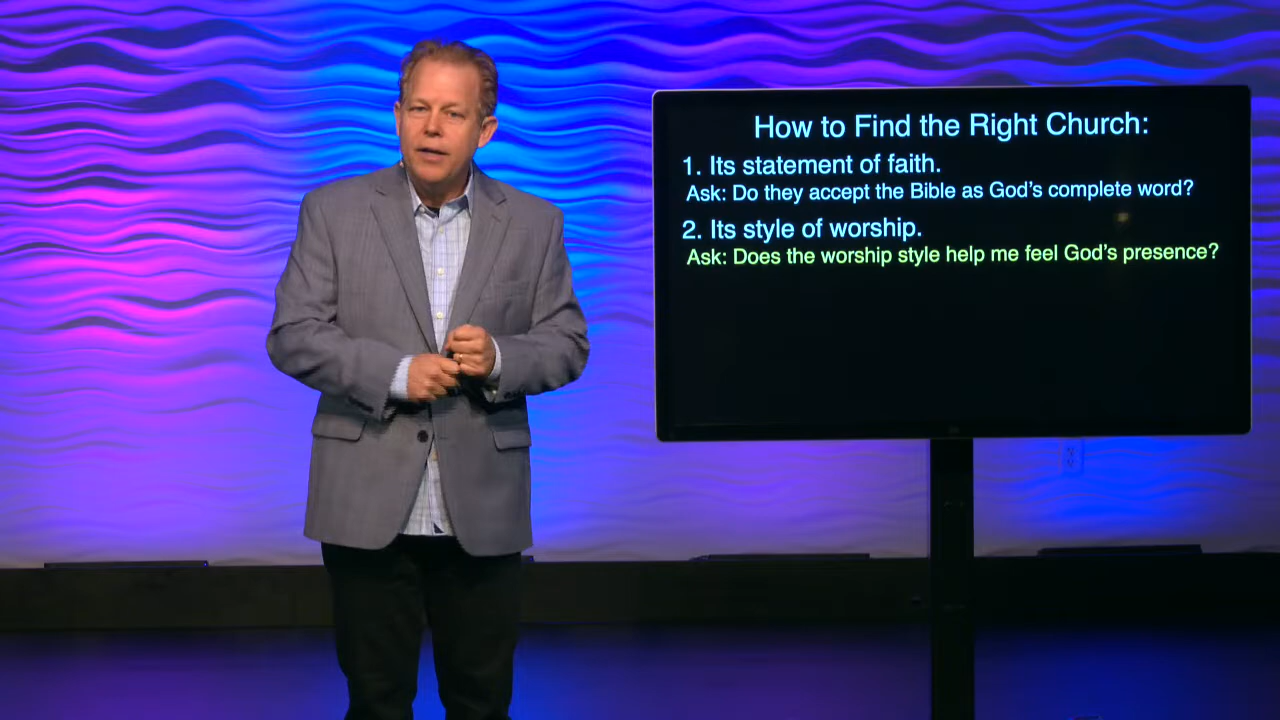 How to Find the Right Church:
1. Its statement of faith.
Ask: Do they accept the Bible as God's complete word?
2. Its style of worship.
Ask: Does the worship style help me feel God's presence?